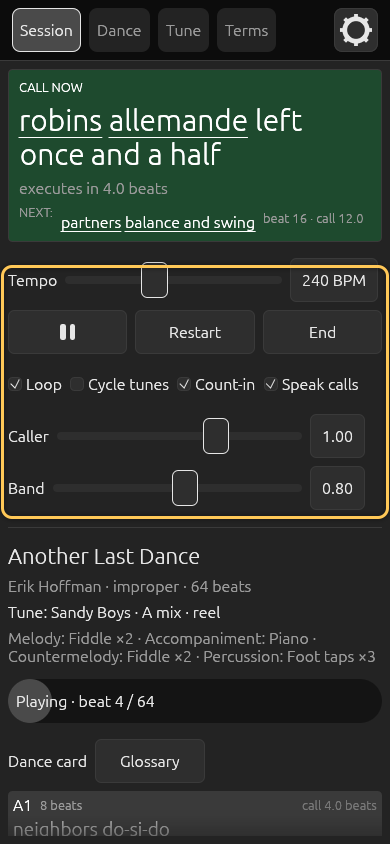 Session Dance Tune Terms
CALL NOW
robins allemande left
once and a half
executes in 4.0 beats
NEXT: partners balance and swing beat 16 · call 12.0
Tempo 240 BPM
Restart End
Loop Cycle tunes Count-in Speak calls
Caller 1.00
Band 0.80
Another Last Dance
Erik Hoffman · improper · 64 beats
Tune: Sandy Boys · A mix · reel
Melody: Fiddle ×2 · Accompaniment: Piano ·
Countermelody: Fiddle ×2 · Percussion: Foot taps ×3
Playing · beat 4 / 64
Dance card Glossary
A1 8 beats call 4.0 beats
neighbors do-si-do